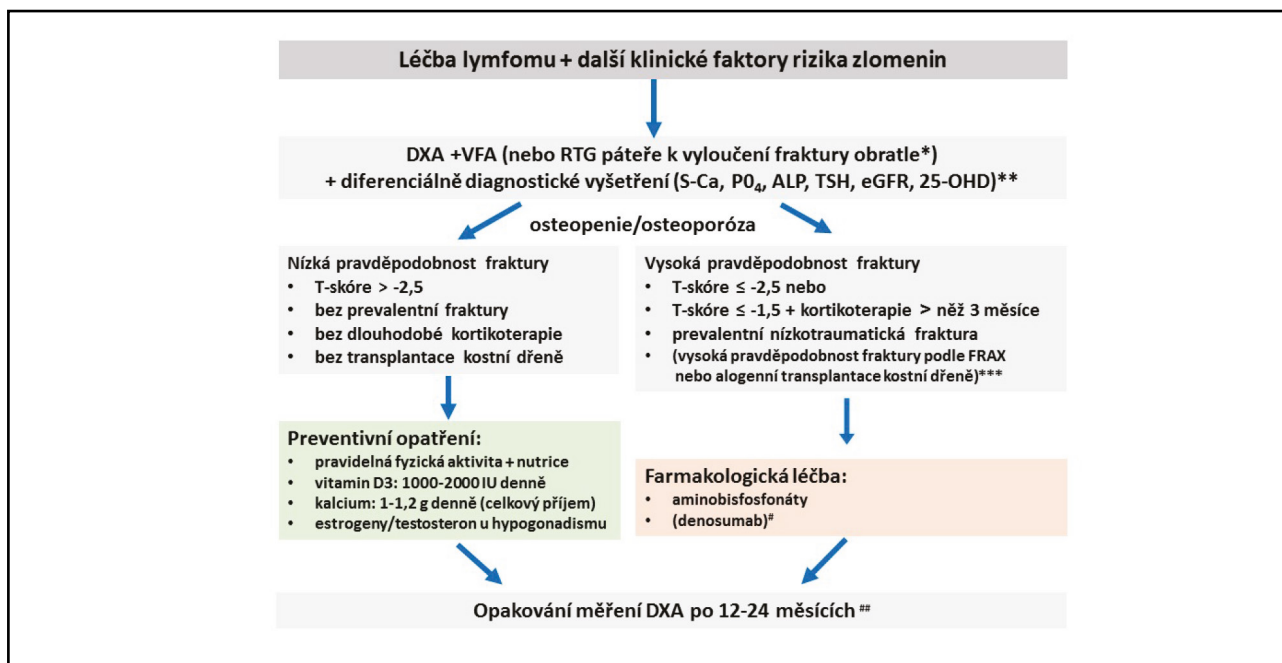 Léčba lymfomu + další klinické faktory rizika zlomenin
DXA +VFA (nebo RTG páteře k vyloučení fraktury obratle*)
+ diferenciálně diagnostické vyšetření (S-Ca, P0₄, ALP, TSH, eGFR, 25-OHD)**
osteopenie/osteoporóza
Nízká pravděpodobnost fraktury
• T-skóre > -2,5
• bez prevalentní fraktury
• bez dlouhodobé kortikoterapie
• bez transplantace kostní dřeně
Vysoká pravděpodobnost fraktury
• T-skóre ≤ -2,5 nebo
• T-skóre ≤ -1,5 + kortikoterapie > něž 3 měsíce
• prevalentní nízkotraumatická fraktura
• (vysoká pravděpodobnost fraktury podle FRAX
nebo alogenní transplantace kostní dřeně)***
Preventivní opatření:
• pravidelná fyzická aktivita + nutrice
• vitamin D3: 1000-2000 IU denně
• kalcium: 1-1,2 g denně (celkový příjem)
• estrogeny/testosteron u hypogonadismu
Farmakologická léčba:
• aminobisfosfonáty
• (denosumab)#
Opakování měření DXA po 12-24 měsících ##